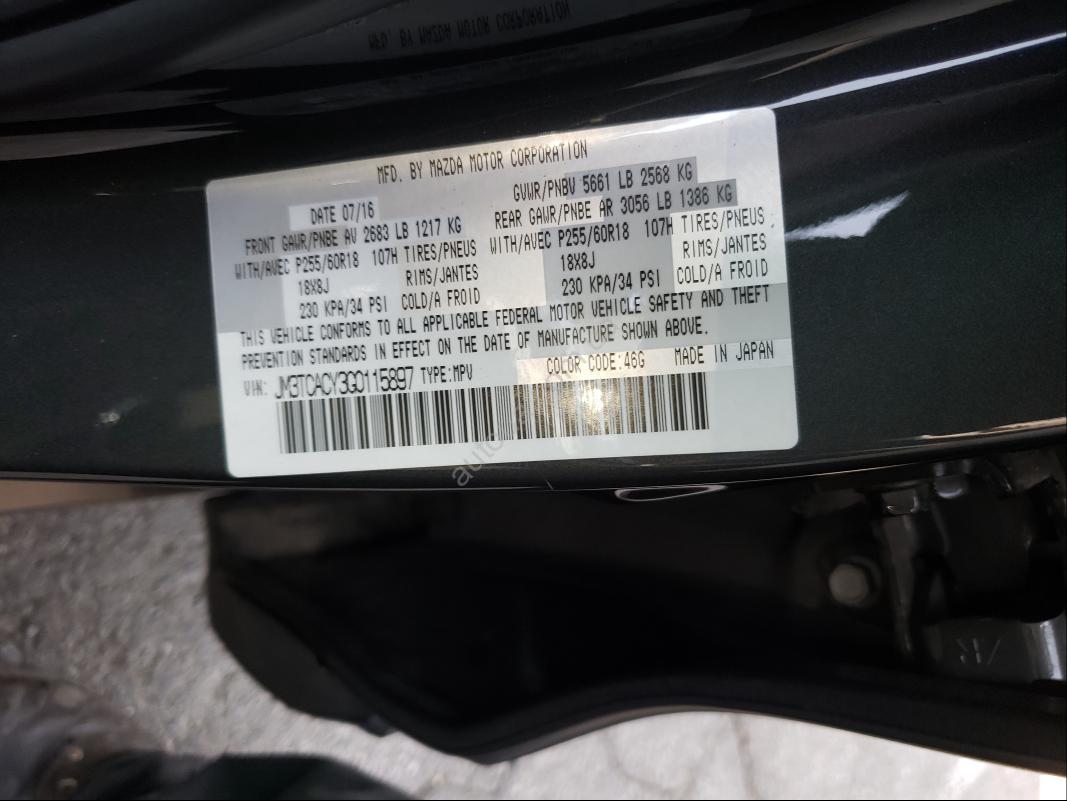 MFD. BY MAZDA MOTOR CORPORATION
MFD. BY MAZDA MOTOR CORPORATION
DATE 07/16
GVWR/PNBV 5661 LB 2568 KG
FRONT GAWR/PNBE AV 2683 LB 1217 KG
REAR GAWR/PNBE AR 3056 LB 1386 KG
WITH/AVEC P255/60R18 107H TIRES/PNEUS
WITH/AVEC P255/60R18 107H TIRES/PNEUS
18X8J RIMS/JANTES
18X8J RIMS/JANTES
230 KPA/34 PSI COLD/A FROID
230 KPA/34 PSI COLD/A FROID
THIS VEHICLE CONFORMS TO ALL APPLICABLE FEDERAL MOTOR VEHICLE SAFETY AND THEFT
PREVENTION STANDARDS IN EFFECT ON THE DATE OF MANUFACTURE SHOWN ABOVE.
VIN: JM3TCACY3G0115897 TYPE:MPV COLOR CODE:46G MADE IN JAPAN